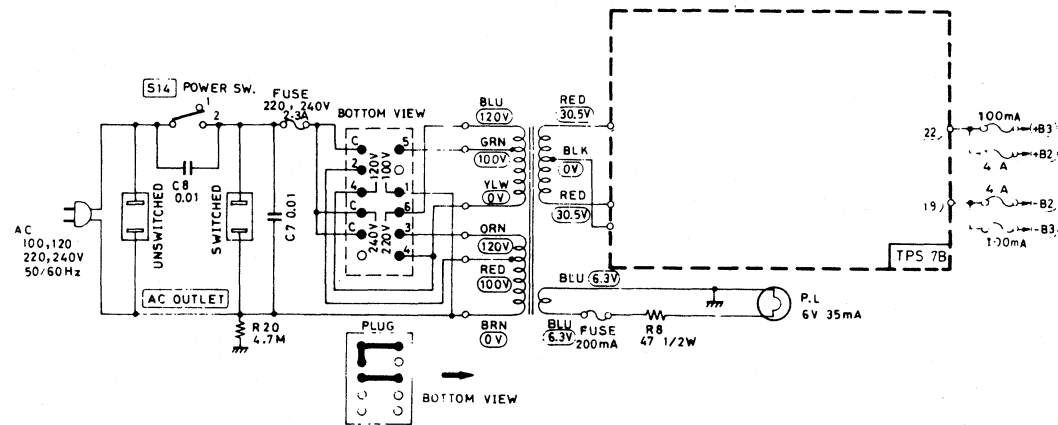 S14 POWER SW.
1
2
FUSE
220, 240V
2.3A
BOTTOM VIEW
C
5
2
4
1
C
6
C
3
4
120V
100V
240V
220V
C8
0.01
C7 0.01
UNSWITCHED
SWITCHED
AC
100,120
220,240V
50/60Hz
AC OUTLET
R20
4.7M
PLUG
BOTTOM VIEW
BLU
120V
GRN
100V
YLW
0V
ORN
120V
RED
100V
BRN
0V
RED
30.5V
BLK
0V
RED
30.5V
BLU 6.3V
BLU
6.3V
FUSE
200mA
R8
47 1/2W
P.L
6V 35mA
TPS 7B
22
19
100mA
+B3
+B2
4 A
4 A
-B2
-B3
100mA